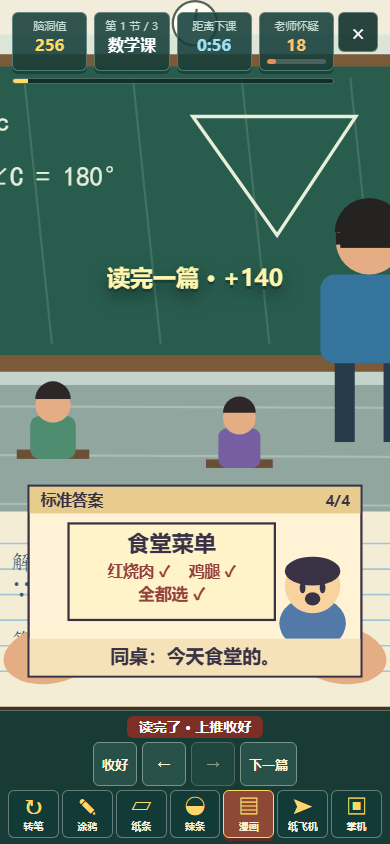 脑洞值
256
第 1 节 / 3
数学课
距离下课
0:56
老师怀疑
18
×
c
∠C = 180°
读完一篇 · +140
标准答案
4/4
食堂菜单
红烧肉 ✓ 鸡腿 ✓
全都选 ✓
解
同桌：今天食堂的。
读完了 · 上推收好
收好
←
→
下一篇
转笔
涂鸦
纸条
辣条
漫画
纸飞机
掌机